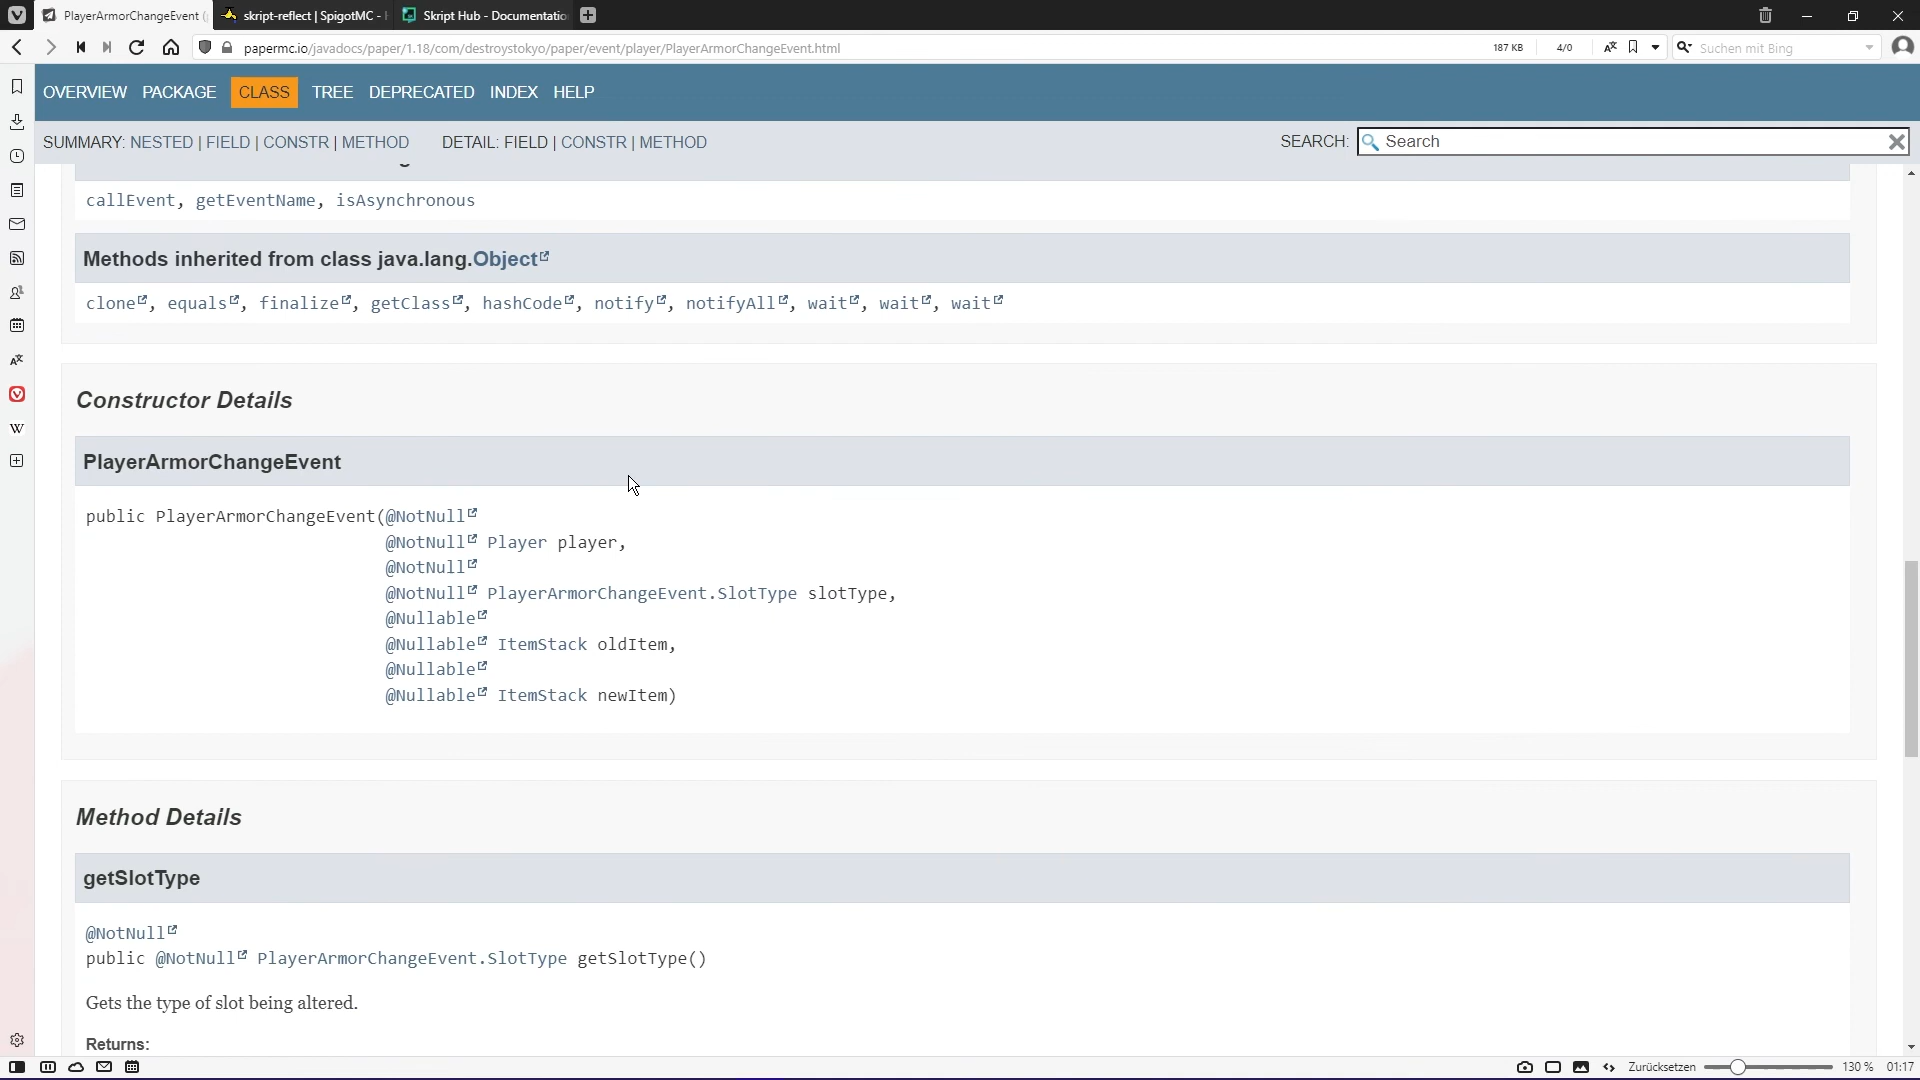 PlayerArmorChangeEvent (
skript-reflect | SpigotMC -
Skript Hub - Documentatio
papermc.io/javadocs/paper/1.18/com/destroystokyo/paper/event/player/PlayerArmorChangeEvent.html
187 KB
4/0
Suchen mit Bing
OVERVIEW PACKAGE CLASS TREE DEPRECATED INDEX HELP
SUMMARY: NESTED | FIELD | CONSTR | METHOD DETAIL: FIELD | CONSTR | METHOD
SEARCH: Search
callEvent, getEventName, isAsynchronous
Methods inherited from class java.lang.Object
clone, equals, finalize, getClass, hashCode, notify, notifyAll, wait, wait, wait
Constructor Details
PlayerArmorChangeEvent
public PlayerArmorChangeEvent(@NotNull
@NotNull Player player,
@NotNull
@NotNull PlayerArmorChangeEvent.SlotType slotType,
@Nullable
@Nullable ItemStack oldItem,
@Nullable
@Nullable ItemStack newItem)
Method Details
getSlotType
@NotNull
public @NotNull PlayerArmorChangeEvent.SlotType getSlotType()
Gets the type of slot being altered.
Returns:
Zurücksetzen
130 %
01:17